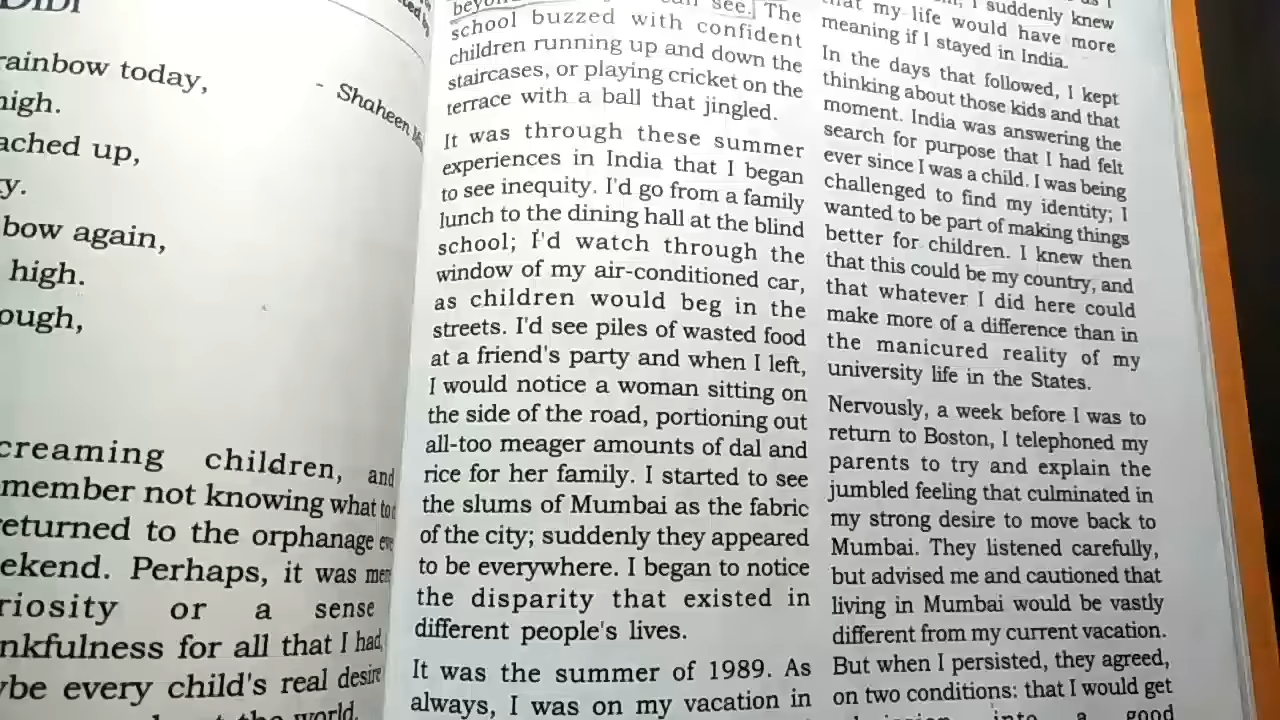 DIDI
rainbow today,
high.
- Shaheen
ached up,
y.
bow again,
high.
ough,
creaming children, and
member not knowing what to
returned to the orphanage
ekend. Perhaps, it was
riosity or a sense
nkfulness for all that I had,
ybe every child's real desire
the world.
see. The
school buzzed with confident
children running up and down the
staircases, or playing cricket on the
terrace with a ball that jingled.
It was through these summer
experiences in India that I began
to see inequity. I'd go from a family
lunch to the dining hall at the blind
school; I'd watch through the
window of my air-conditioned car,
as children would beg in the
streets. I'd see piles of wasted food
at a friend's party and when I left,
I would notice a woman sitting on
the side of the road, portioning out
all-too meager amounts of dal and
rice for her family. I started to see
the slums of Mumbai as the fabric
of the city; suddenly they appeared
to be everywhere. I began to notice
the disparity that existed in
different people's lives.
It was the summer of 1989. As
always, I was on my vacation in
I suddenly knew
that my life would have more
meaning if I stayed in India.
In the days that followed, I kept
thinking about those kids and that
moment. India was answering the
search for purpose that I had felt
ever since I was a child. I was being
challenged to find my identity; I
wanted to be part of making things
better for children. I knew then
that this could be my country, and
that whatever I did here could
make more of a difference than in
the manicured reality of my
university life in the States.
Nervously, a week before I was to
return to Boston, I telephoned my
parents to try and explain the
jumbled feeling that culminated in
my strong desire to move back to
Mumbai. They listened carefully,
but advised me and cautioned that
living in Mumbai would be vastly
different from my current vacation.
But when I persisted, they agreed,
on two conditions: that I would get
into a good